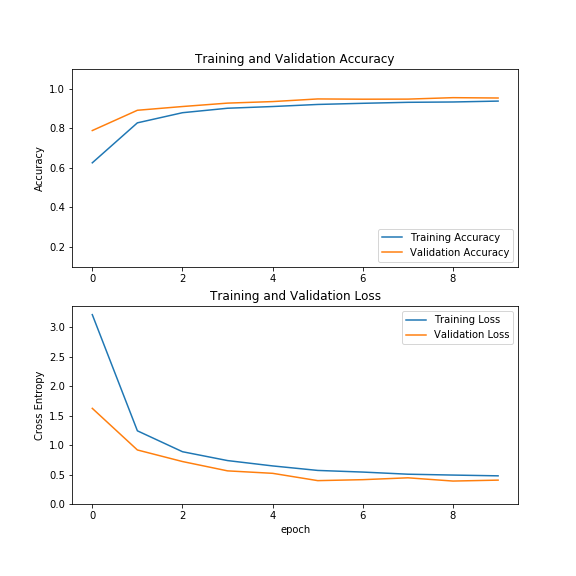 Training and Validation Accuracy
1.0
0.8
0.6
0.4
0.2
Accuracy
Training Accuracy
Validation Accuracy
0 2 4 6 8
Training and Validation Loss
3.0
2.5
2.0
1.5
1.0
0.5
0.0
Cross Entropy
Training Loss
Validation Loss
0 2 4 6 8
epoch